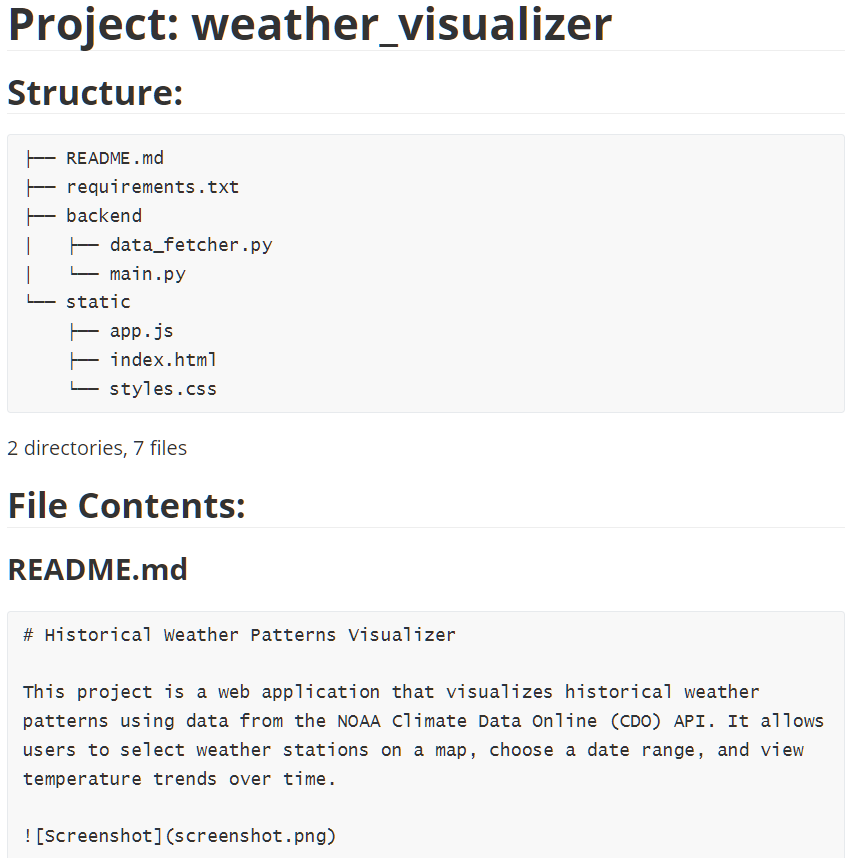 Project: weather_visualizer
Structure:
├── README.md
├── requirements.txt
├── backend
│   ├── data_fetcher.py
│   └── main.py
└── static
    ├── app.js
    ├── index.html
    └── styles.css
2 directories, 7 files
File Contents:
README.md
# Historical Weather Patterns Visualizer
This project is a web application that visualizes historical weather
patterns using data from the NOAA Climate Data Online (CDO) API. It allows
users to select weather stations on a map, choose a date range, and view
temperature trends over time.
![Screenshot](screenshot.png)